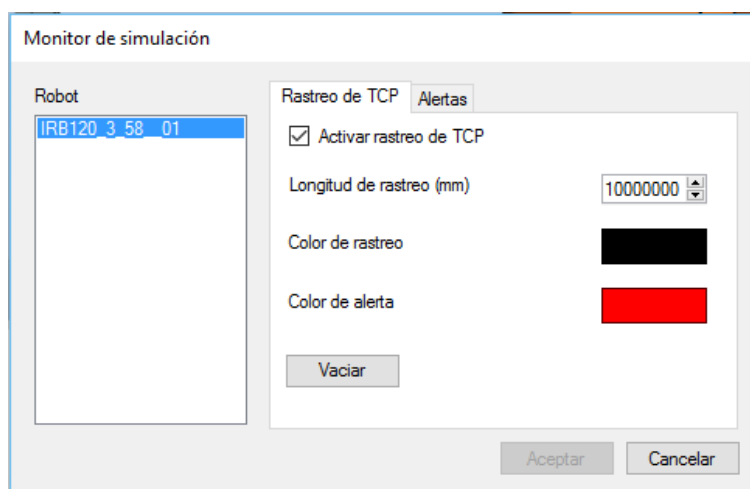 Monitor de simulación
Robot
IRB120_3_58__01
Rastreo de TCP
Alertas
Activar rastreo de TCP
Longitud de rastreo (mm)
10000000
Color de rastreo
Color de alerta
Vaciar
Aceptar
Cancelar